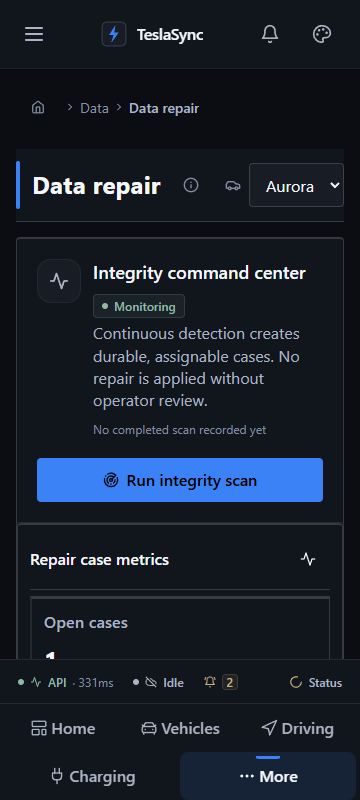 TeslaSync
Data
Data repair
Data repair
Aurora
Integrity command center
Monitoring
Continuous detection creates
durable, assignable cases. No
repair is applied without
operator review.
No completed scan recorded yet
Run integrity scan
Repair case metrics
Open cases
API · 331ms
Idle
2
Status
Home
Vehicles
Driving
Charging
More